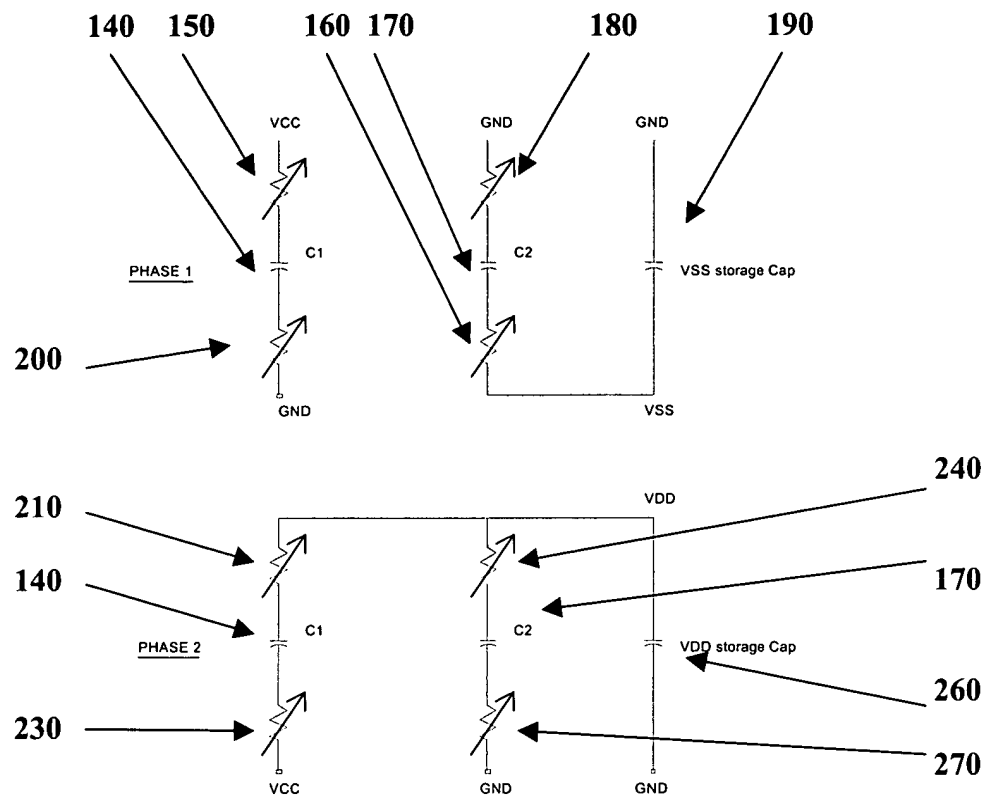 140 150 160 170 180 190
VCC GND GND
C1 C2
PHASE 1 VSS storage Cap
200
GND VSS
240
210 VDD
140 170
C1 C2
PHASE 2 VDD storage Cap
260
230 270
VCC GND GND